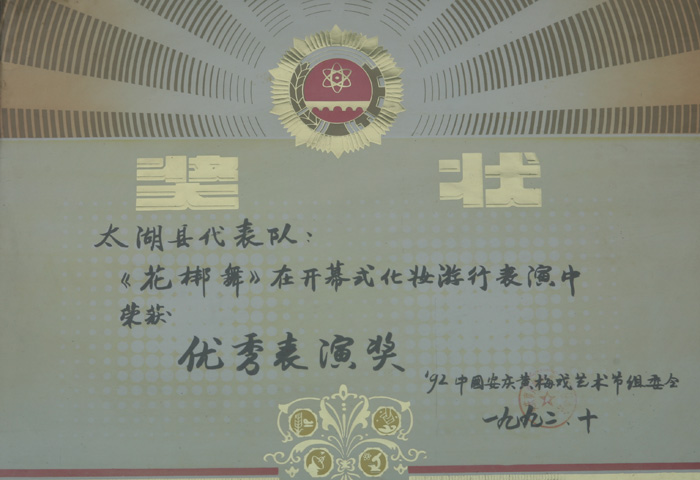 奖状
太湖县代表队：
《花梆舞》在开幕式化妆游行表演中
荣获
优秀表演奖
'92中国安庆黄梅戏艺术节组委会
一九九二.十